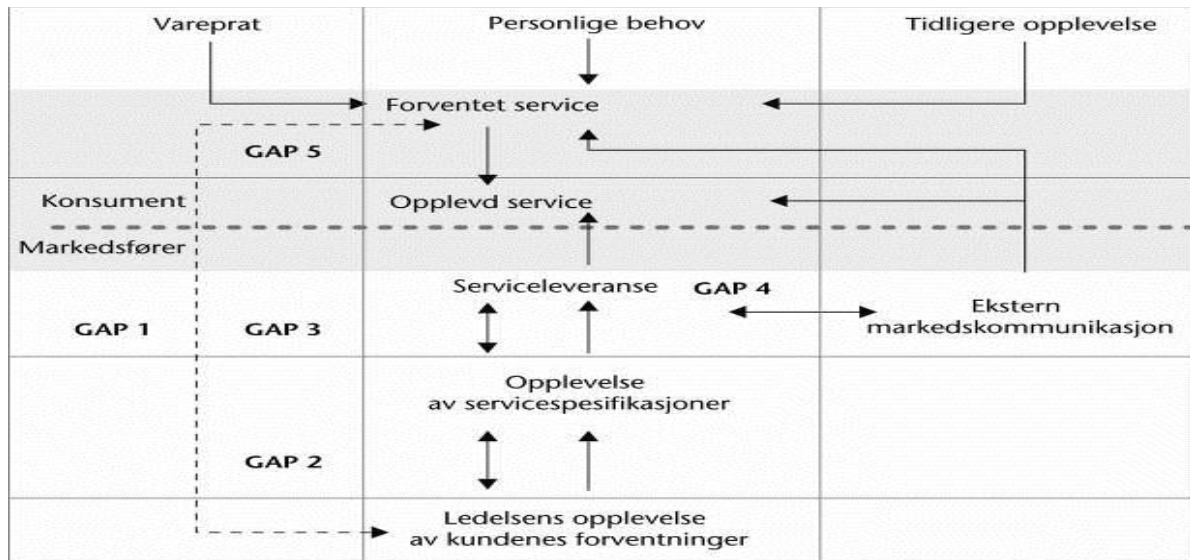 Vareprat
Personlige behov
Tidligere opplevelse
Forventet service
GAP 5
Konsument
Opplevd service
Markedsfører
Serviceleveranse
GAP 4
GAP 1
GAP 3
Ekstern
markedskommunikasjon
Opplevelse
av servicespesifikasjoner
GAP 2
Ledelsens opplevelse
av kundenes forventninger